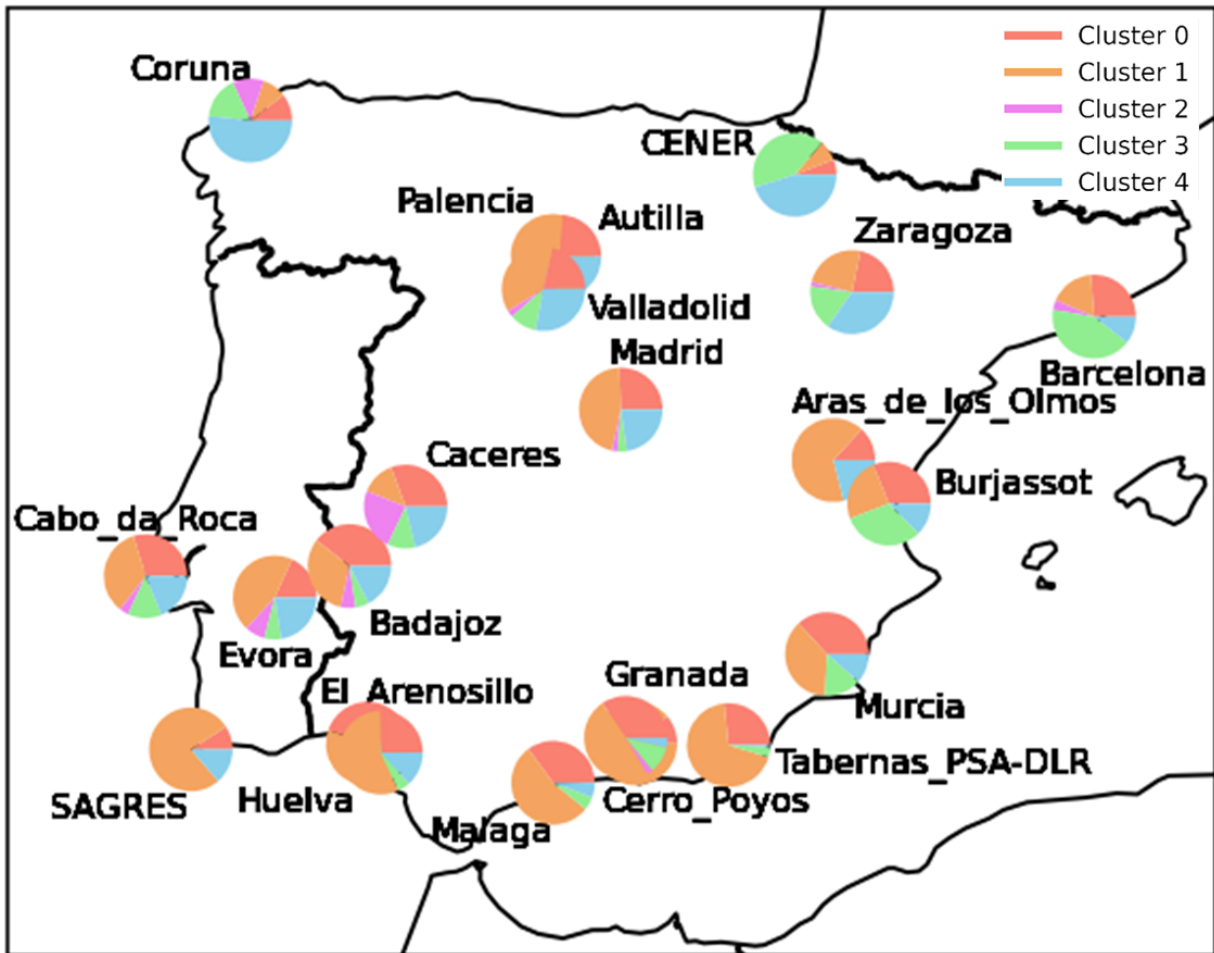 Cluster 0
Cluster 1
Cluster 2
Cluster 3
Cluster 4
Coruna
CENER
Palencia
Autilla
Zaragoza
Valladolid
Madrid
Barcelona
Aras_de_los_Olmos
Caceres
Burjassot
Cabo_da_Roca
Badajoz
Evora
Granada
El_Arenosillo
Murcia
Tabernas_PSA-DLR
SAGRES
Huelva
Cerro_Poyos
Malaga